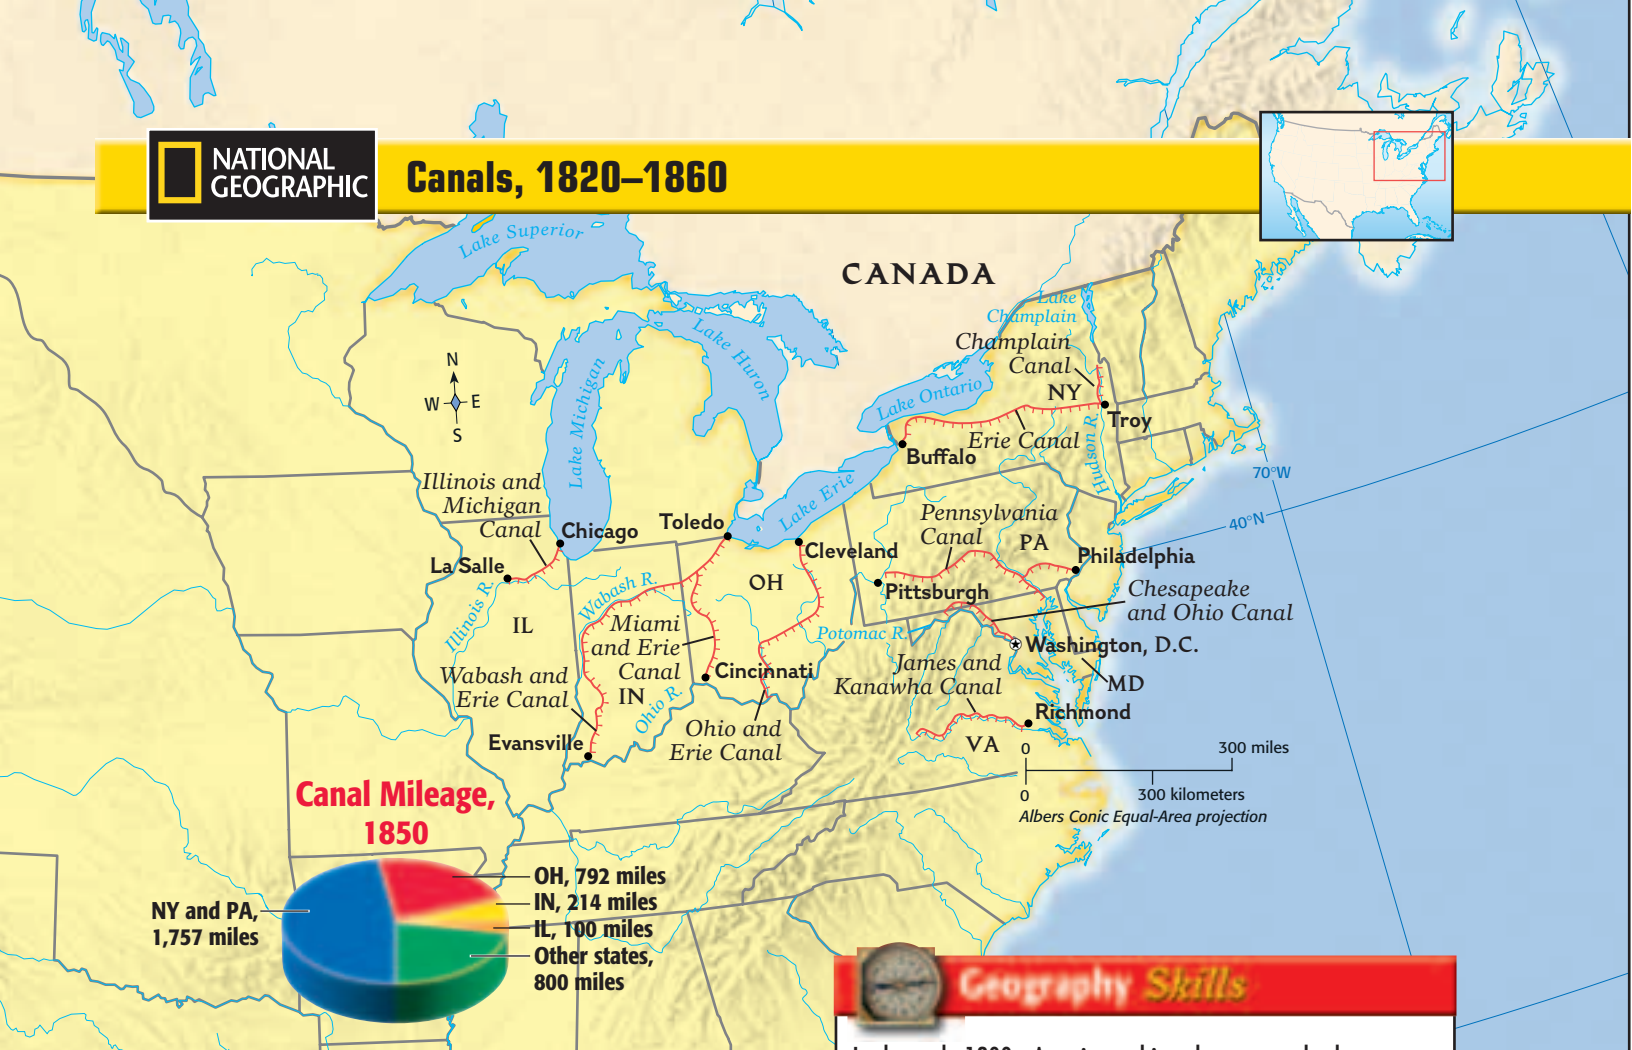 NATIONAL
GEOGRAPHIC
Canals, 1820–1860
Lake Superior
CANADA
Lake
Champlain
Champlain
Canal
Lake Huron
Lake Michigan
Lake Ontario
NY
Troy
Erie Canal
Buffalo
Hudson R.
N
W
E
S
70°W
40°N
Lake Erie
Illinois and
Michigan
Canal
Chicago
Toledo
Cleveland
Pennsylvania
Canal
PA
Philadelphia
La Salle
Pittsburgh
Chesapeake
and Ohio Canal
Illinois R.
IL
Wabash R.
OH
Miami
and Erie
Canal
Potomac R.
Washington, D.C.
MD
James and
Kanawha Canal
Wabash and
Erie Canal
IN
Cincinnati
Ohio R.
Ohio and
Erie Canal
Richmond
VA
Evansville
0
300 miles
0
300 kilometers
Albers Conic Equal-Area projection
Canal Mileage,
1850
OH, 792 miles
IN, 214 miles
IL, 100 miles
Other states,
800 miles
NY and PA,
1,757 miles
Geography Skills